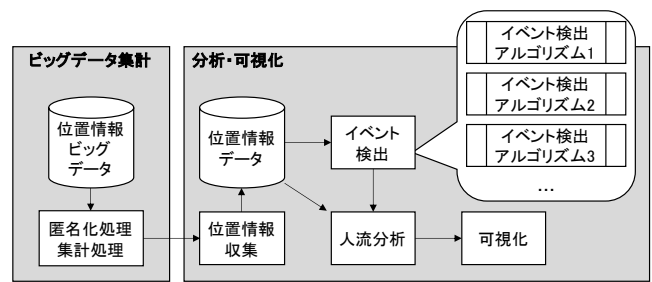 ビッグデータ集計
位置情報
ビッグ
データ
匿名化処理
集計処理
分析・可視化
位置情報
データ
位置情報
収集
イベント
検出
人流分析
可視化
イベント検出
アルゴリズム1
イベント検出
アルゴリズム2
イベント検出
アルゴリズム3
…